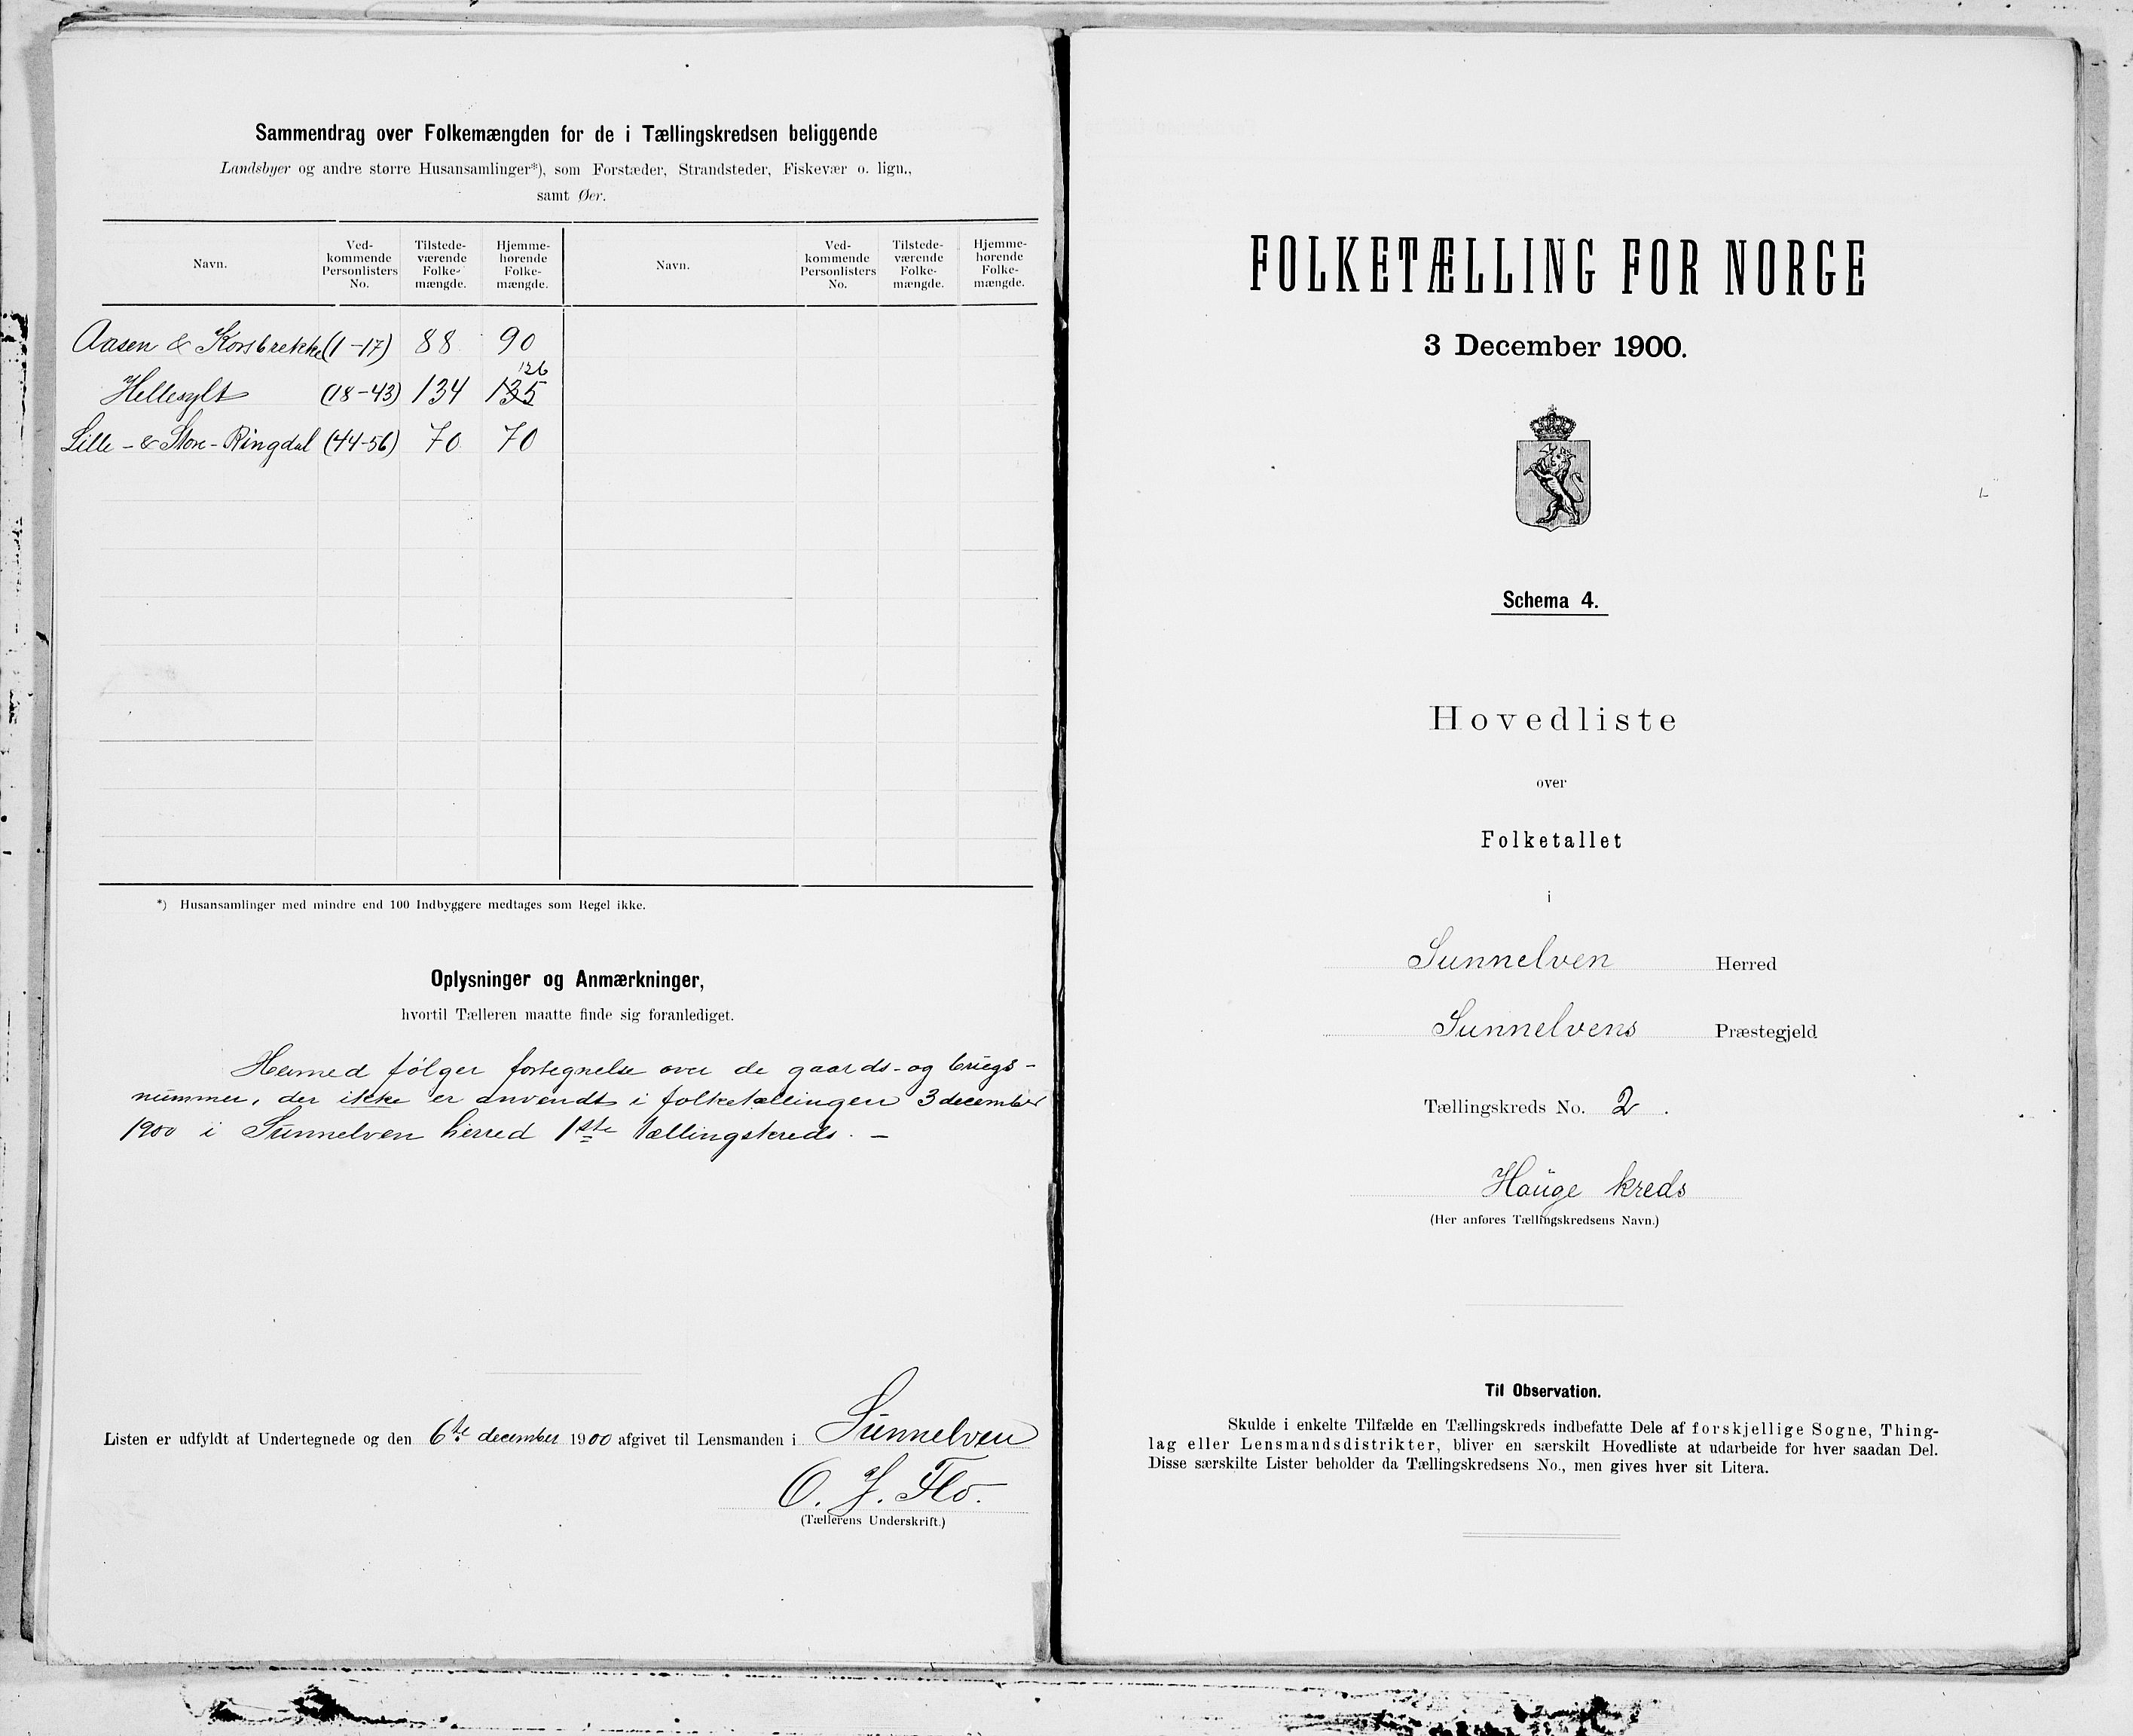 Sammendrag over Folkemængden for de i Tællingskredsen beliggende
Landsbyer og andre større Husansamlinger*), som Forstæder, Strandsteder, Fiskevær o. lign.,
samt Øer.
Navn.
Ved-
kommende
Personlisters
No.
Tilstede-
værende
Folke-
mængde.
Hjemme-
hørende
Folke-
mængde.
Navn.
Ved-
kommende
Personlisters
No.
Tilstede-
værende
Folke-
mængde.
Hjemme-
hørende
Folke-
mængde.
Aasen & Korsbrekke (1-17) 88 90
126
Hellesylt (18-43) 134 135
Lille- & Store-Ringdal (44-56) 70 70
*) Husansamlinger med mindre end 100 Indbyggere medtages som Regel ikke.
Oplysninger og Anmærkninger,
hvortil Tælleren maatte finde sig foranlediget.
Hermed følger fortegnelse over de gaards- og brugs-
nummer, der ikke er anvendt i folketællingen 3 december
1900 i Sunnelven herred 1ste tællingskreds. -
Listen er udfyldt af Undertegnede og den 6te december 1900 afgivet til Lensmanden i Sunnelven
O. J. Flo.
(Tællerens Underskrift.)
FOLKETÆLLING FOR NORGE
3 December 1900.
Schema 4.
Hovedliste
over
Folketallet
i
Sunnelven Herred
Sunnelvens Præstegjeld
Tællingskreds No. 2.
Hauge kreds
(Her anføres Tællingskredsens Navn.)
Til Observation.
Skulde i enkelte Tilfælde en Tællingskreds indbefatte Dele af forskjellige Sogne, Thing-
lag eller Lensmandsdistrikter, bliver en særskilt Hovedliste at udarbeide for hver saadan Del.
Disse særskilte Lister beholder da Tællingskredsens No., men gives hver sit Litera.